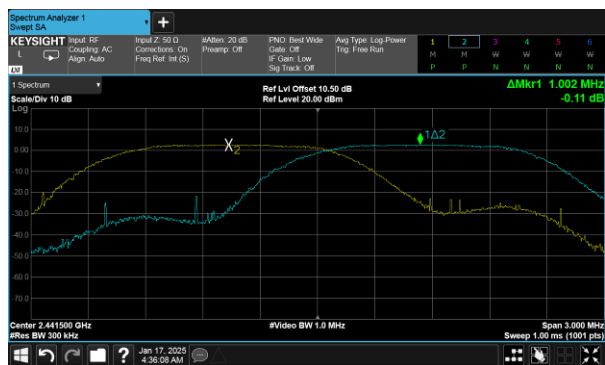 Spectrum Analyzer 1
Swept SA
KEYSIGHT Input: RF Input Z: 50 Ω #Atten: 20 dB PNO: Best Wide Avg Type: Log-Power 1 2 3 4 5 6
L Coupling: AC Corrections: On Preamp: Off Gate: Off Trig: Free Run M M W W W W
Align: Auto Freq Ref: Int (S) IF Gain: Low P P N N N N
LXI Sig Track: Off
1 Spectrum Ref Lvl Offset 10.50 dB ΔMkr1 1.002 MHz
Scale/Div 10 dB Ref Level 20.00 dBm -0.11 dB
Log
10.0
0.00
-10.0
-20.0
-30.0
-40.0
-50.0
-60.0
-70.0
X2
1Δ2
Center 2.441500 GHz #Video BW 1.0 MHz Span 3.000 MHz
#Res BW 300 kHz Sweep 1.00 ms (1001 pts)
? Jan 17, 2025
4:36:08 AM